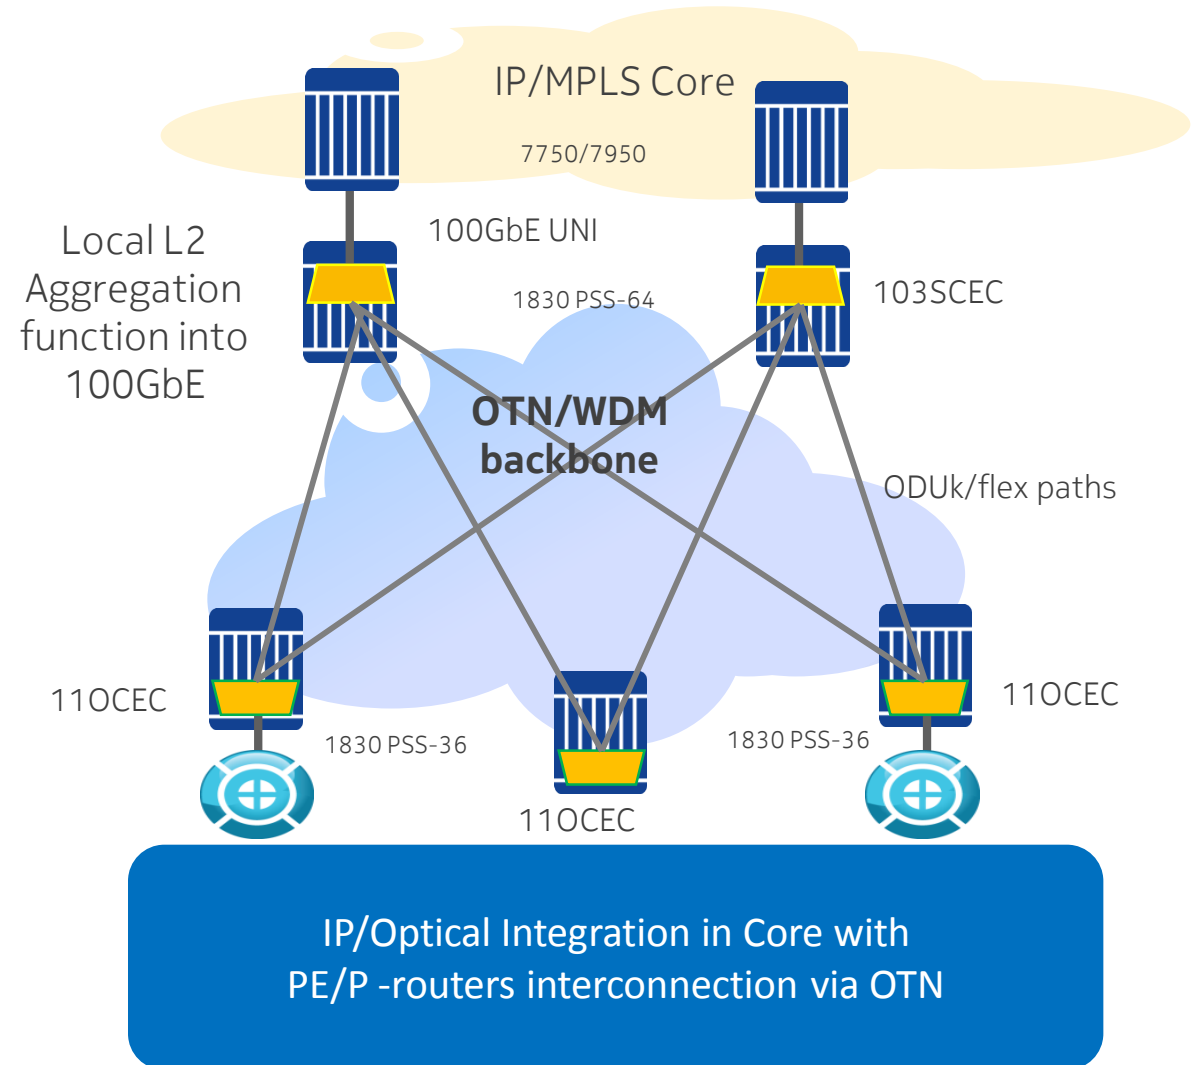 IP/MPLS Core
7750/7950
100GbE UNI
Local L2
Aggregation
function into
100GbE
1830 PSS-64
103SCEC
OTN/WDM
backbone
ODUk/flex paths
11OCEC
1830 PSS-36
11OCEC
1830 PSS-36
11OCEC
IP/Optical Integration in Core with
PE/P -routers interconnection via OTN